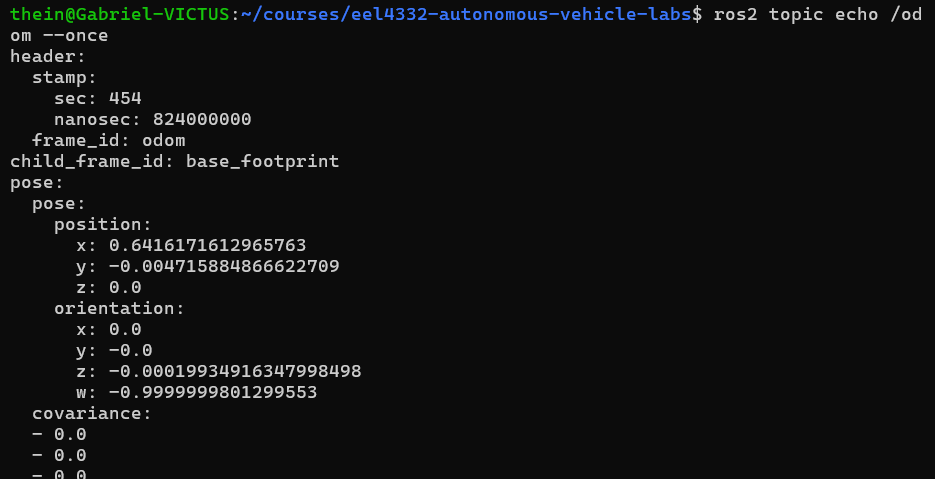 thein@Gabriel-VICTUS:~/courses/eel4332-autonomous-vehicle-labs$ ros2 topic echo /od
om --once
header:
  stamp:
    sec: 454
    nanosec: 824000000
  frame_id: odom
child_frame_id: base_footprint
pose:
  pose:
    position:
      x: 0.6416171612965763
      y: -0.004715884866622709
      z: 0.0
    orientation:
      x: 0.0
      y: -0.0
      z: -0.00019934916347998498
      w: -0.9999999801299553
  covariance:
  - 0.0
  - 0.0
  - 0.0